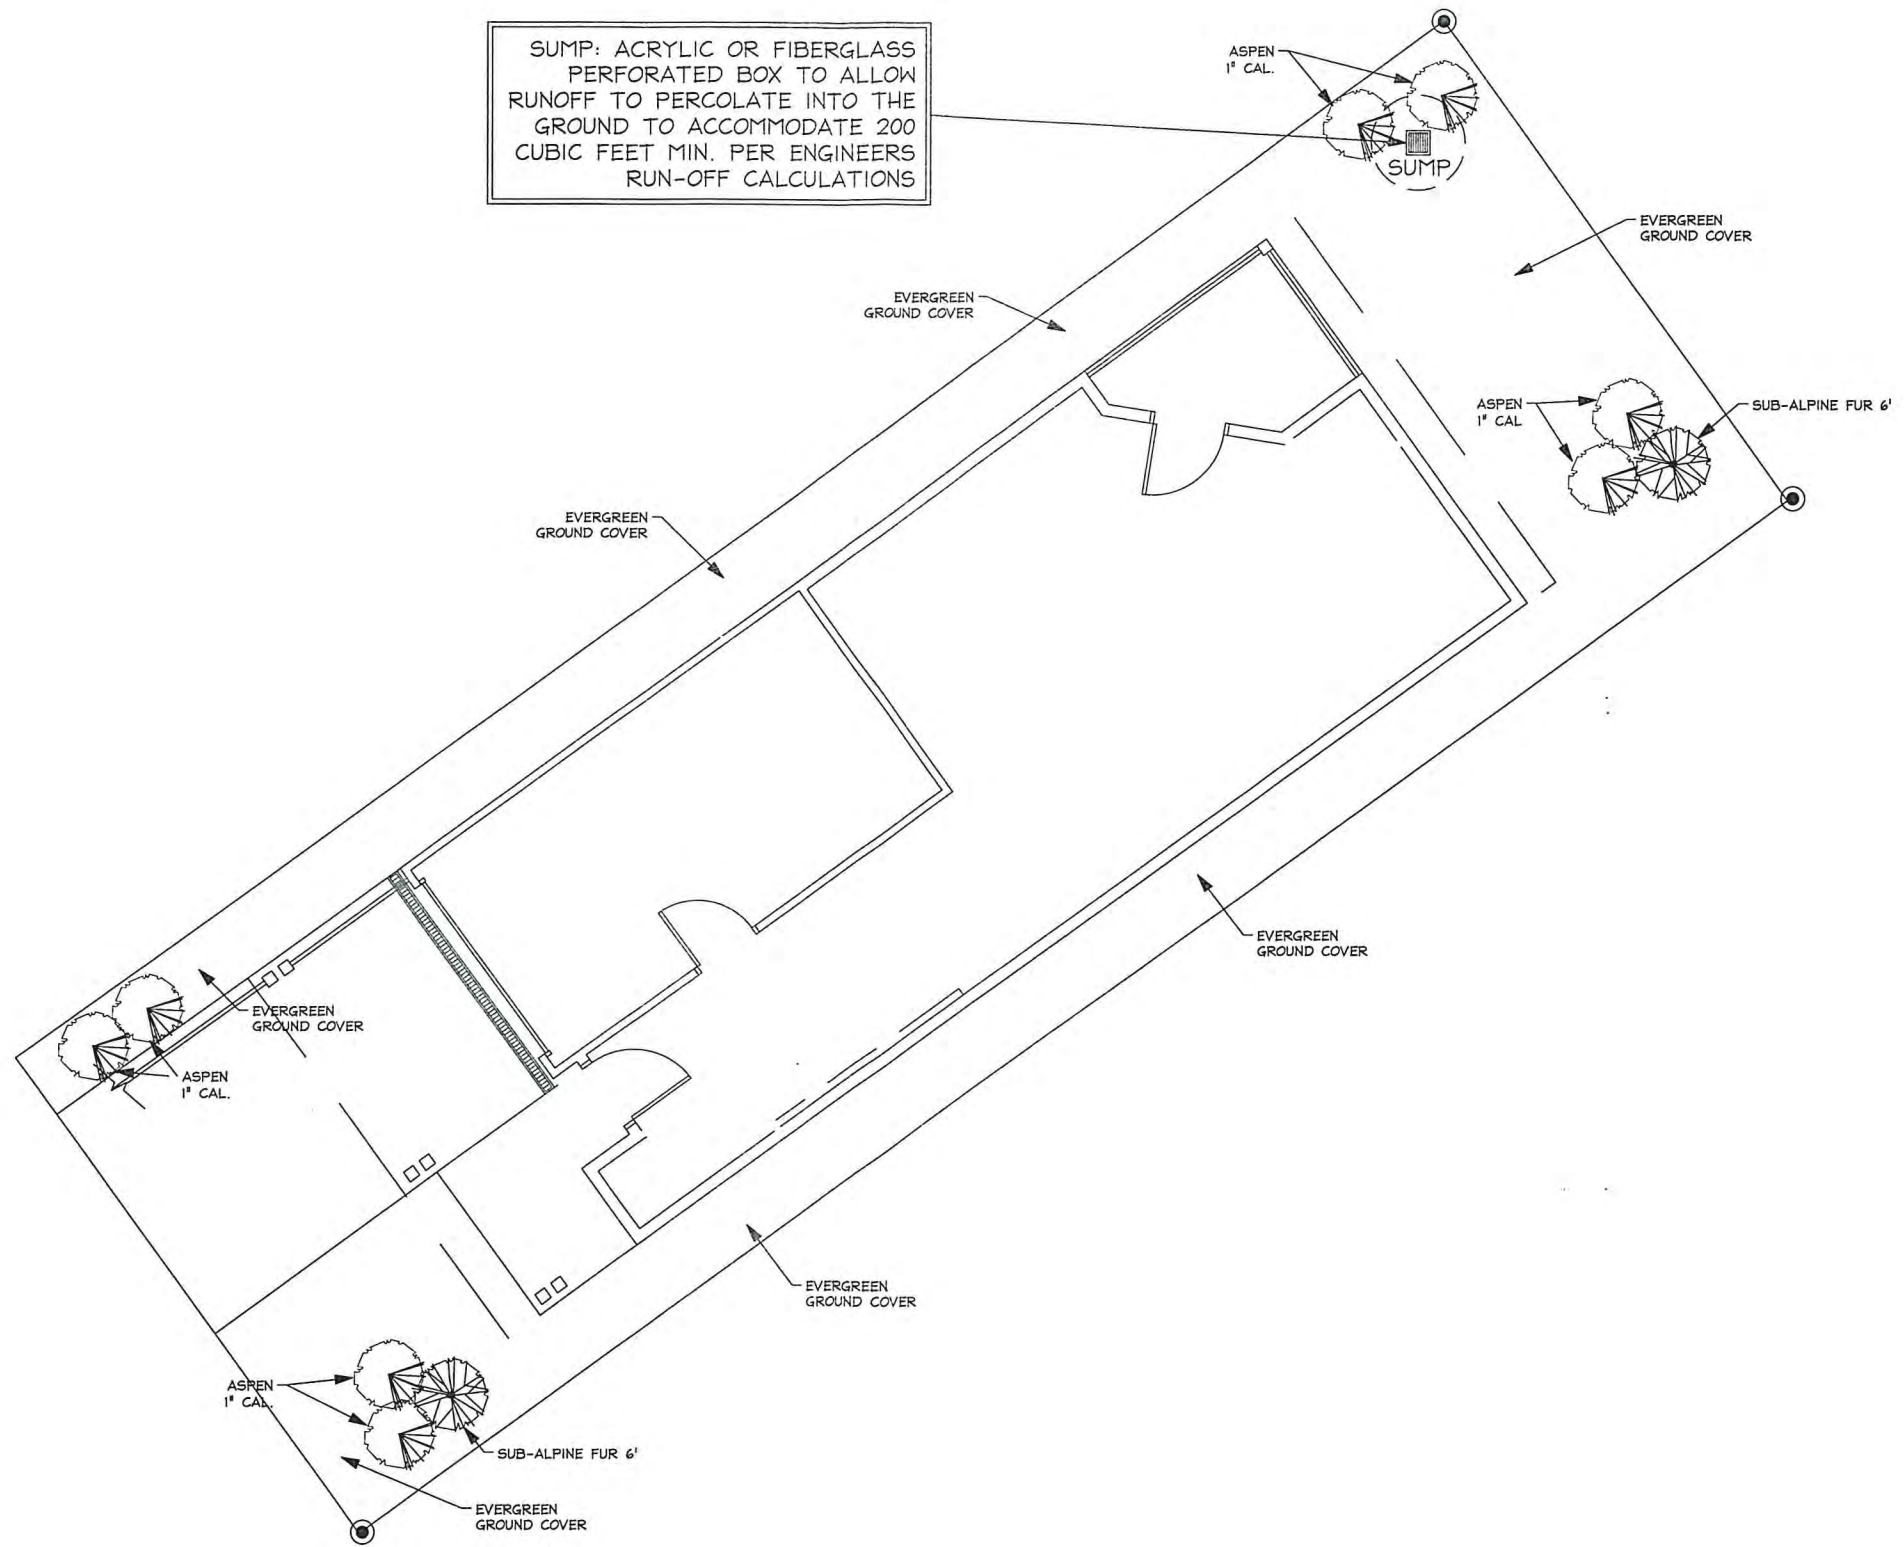 SUMP: ACRYLIC OR FIBERGLASS
PERFORATED BOX TO ALLOW
RUNOFF TO PERCOLATE INTO THE
GROUND TO ACCOMMODATE 200
CUBIC FEET MIN. PER ENGINEERS
RUN-OFF CALCULATIONS
ASPEN
1" CAL.
SUMP
EVERGREEN
GROUND COVER
EVERGREEN
GROUND COVER
ASPEN
1" CAL
SUB-ALPINE FUR 6'
EVERGREEN
GROUND COVER
EVERGREEN
GROUND COVER
EVERGREEN
GROUND COVER
ASPEN
1" CAL.
EVERGREEN
GROUND COVER
ASPEN
1" CAL.
SUB-ALPINE FUR 6'
EVERGREEN
GROUND COVER